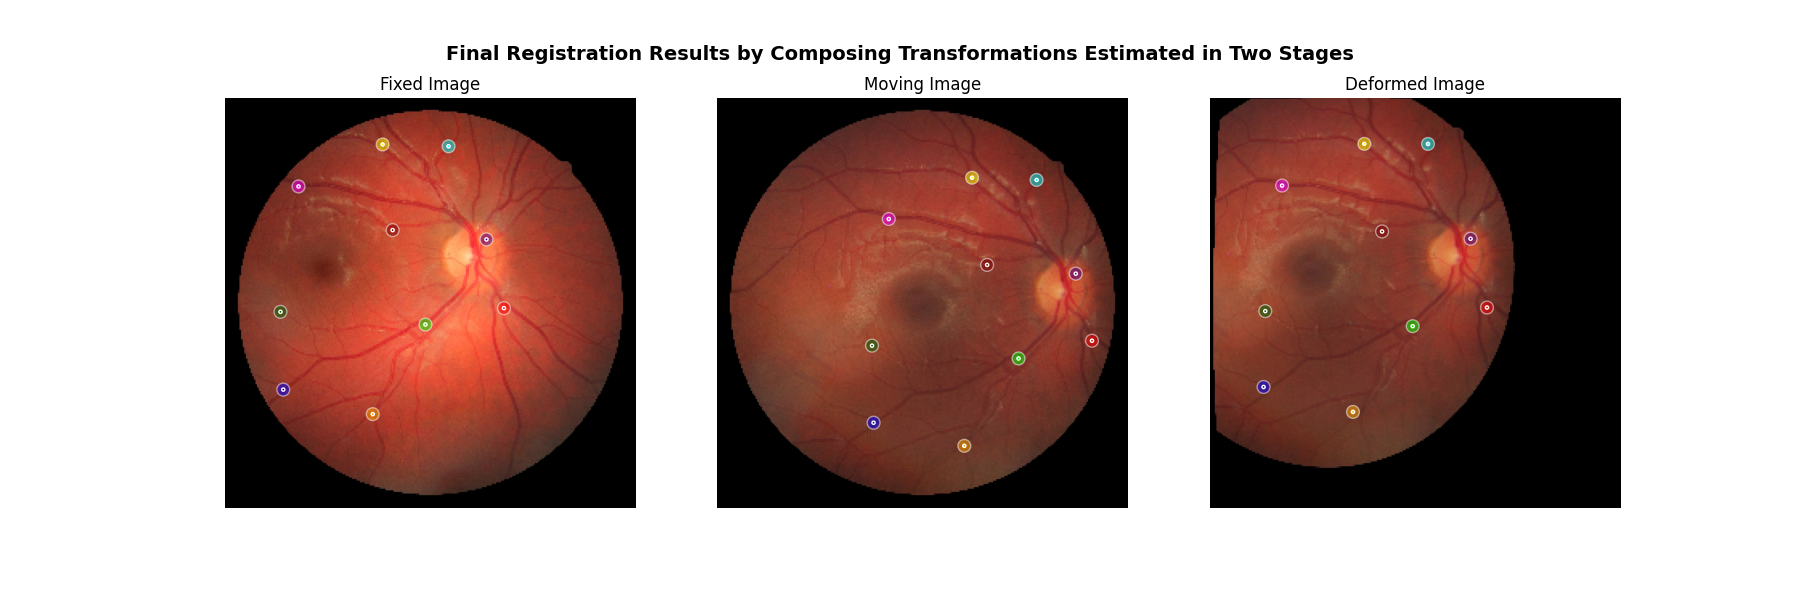 Final Registration Results by Composing Transformations Estimated in Two Stages
Fixed Image
Moving Image
Deformed Image